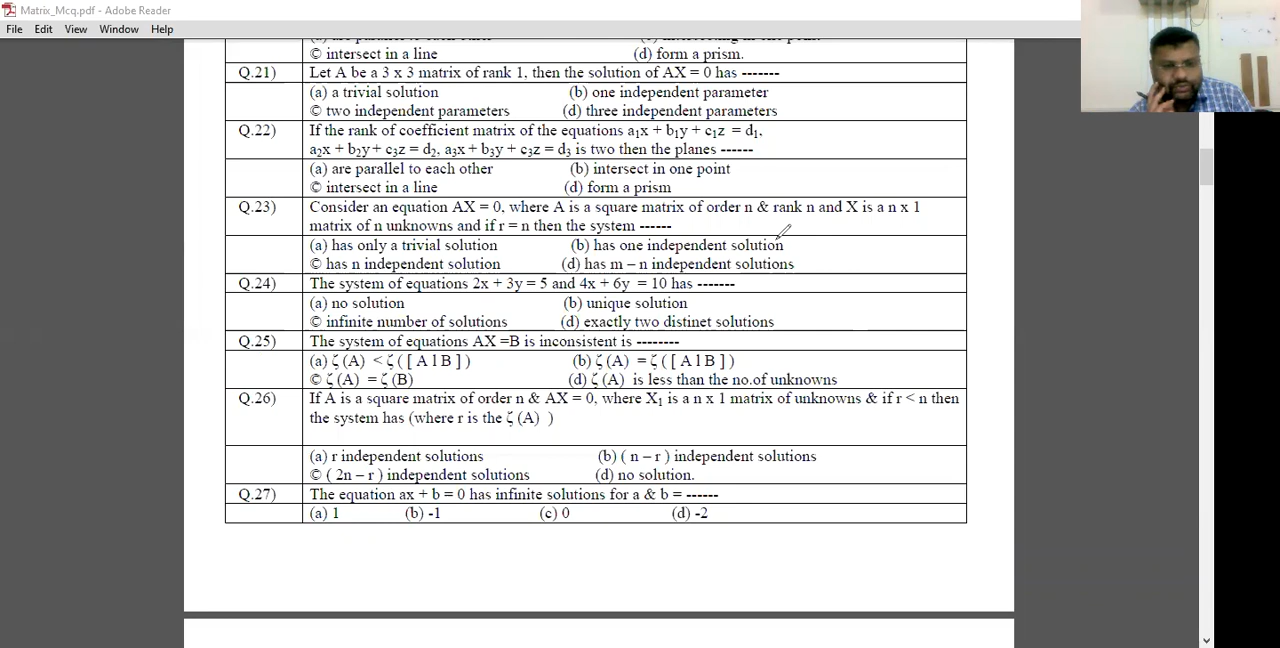 Matrix_Mcq.pdf - Adobe Reader
File Edit View Window Help
© intersect in a line (d) form a prism.
Q.21) Let A be a 3 x 3 matrix of rank 1, then the solution of AX = 0 has -------
(a) a trivial solution (b) one independent parameter
© two independent parameters (d) three independent parameters
Q.22) If the rank of coefficient matrix of the equations a₁x + b₁y + c₁z = d₁,
a₂x + b₂y + c₃z = d₂, a₃x + b₃y + c₃z = d₃ is two then the planes ------
(a) are parallel to each other (b) intersect in one point
© intersect in a line (d) form a prism
Q.23) Consider an equation AX = 0, where A is a square matrix of order n & rank n and X is a n x 1
matrix of n unknowns and if r = n then the system ------
(a) has only a trivial solution (b) has one independent solution
© has n independent solution (d) has m – n independent solutions
Q.24) The system of equations 2x + 3y = 5 and 4x + 6y = 10 has -------
(a) no solution (b) unique solution
© infinite number of solutions (d) exactly two distinet solutions
Q.25) The system of equations AX =B is inconsistent is --------
(a) ζ (A) < ζ ( [ A l B ] ) (b) ζ (A) = ζ ( [ A l B ] )
© ζ (A) = ζ (B) (d) ζ (A) is less than the no.of unknowns
Q.26) If A is a square matrix of order n & AX = 0, where X₁ is a n x 1 matrix of unknowns & if r < n then
the system has (where r is the ζ (A) )
(a) r independent solutions (b) ( n – r ) independent solutions
© ( 2n – r ) independent solutions (d) no solution.
Q.27) The equation ax + b = 0 has infinite solutions for a & b = ------
(a) 1 (b) -1 (c) 0 (d) -2